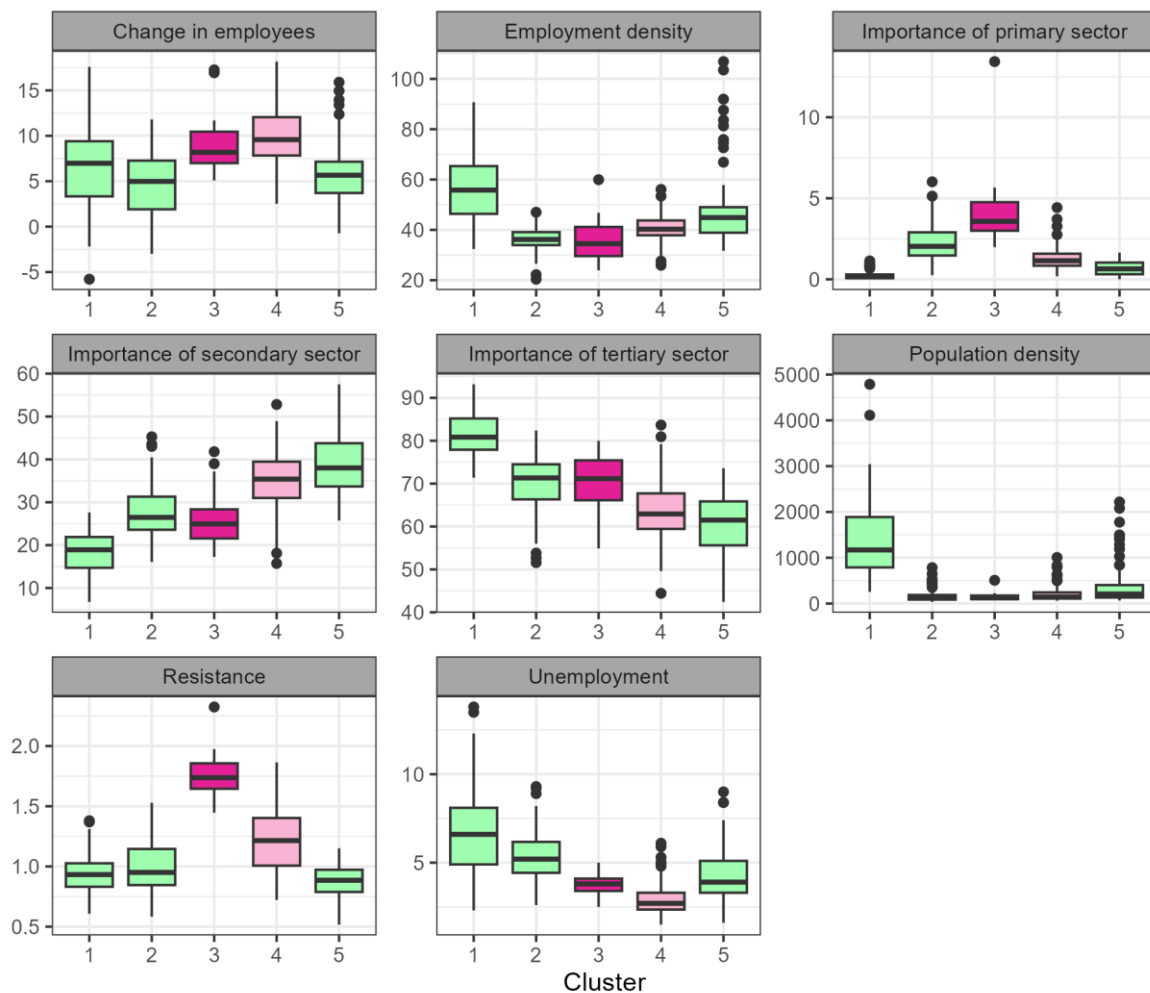 Change in employees
Employment density
Importance of primary sector
15
10
5
0
-5
1 2 3 4 5
100
80
60
40
20
1 2 3 4 5
10
5
0
1 2 3 4 5
Importance of secondary sector
Importance of tertiary sector
Population density
60
50
40
30
20
10
1 2 3 4 5
90
80
70
60
50
40
1 2 3 4 5
5000
4000
3000
2000
1000
0
1 2 3 4 5
Resistance
Unemployment
2.0
1.5
1.0
0.5
1 2 3 4 5
10
5
1 2 3 4 5
Cluster